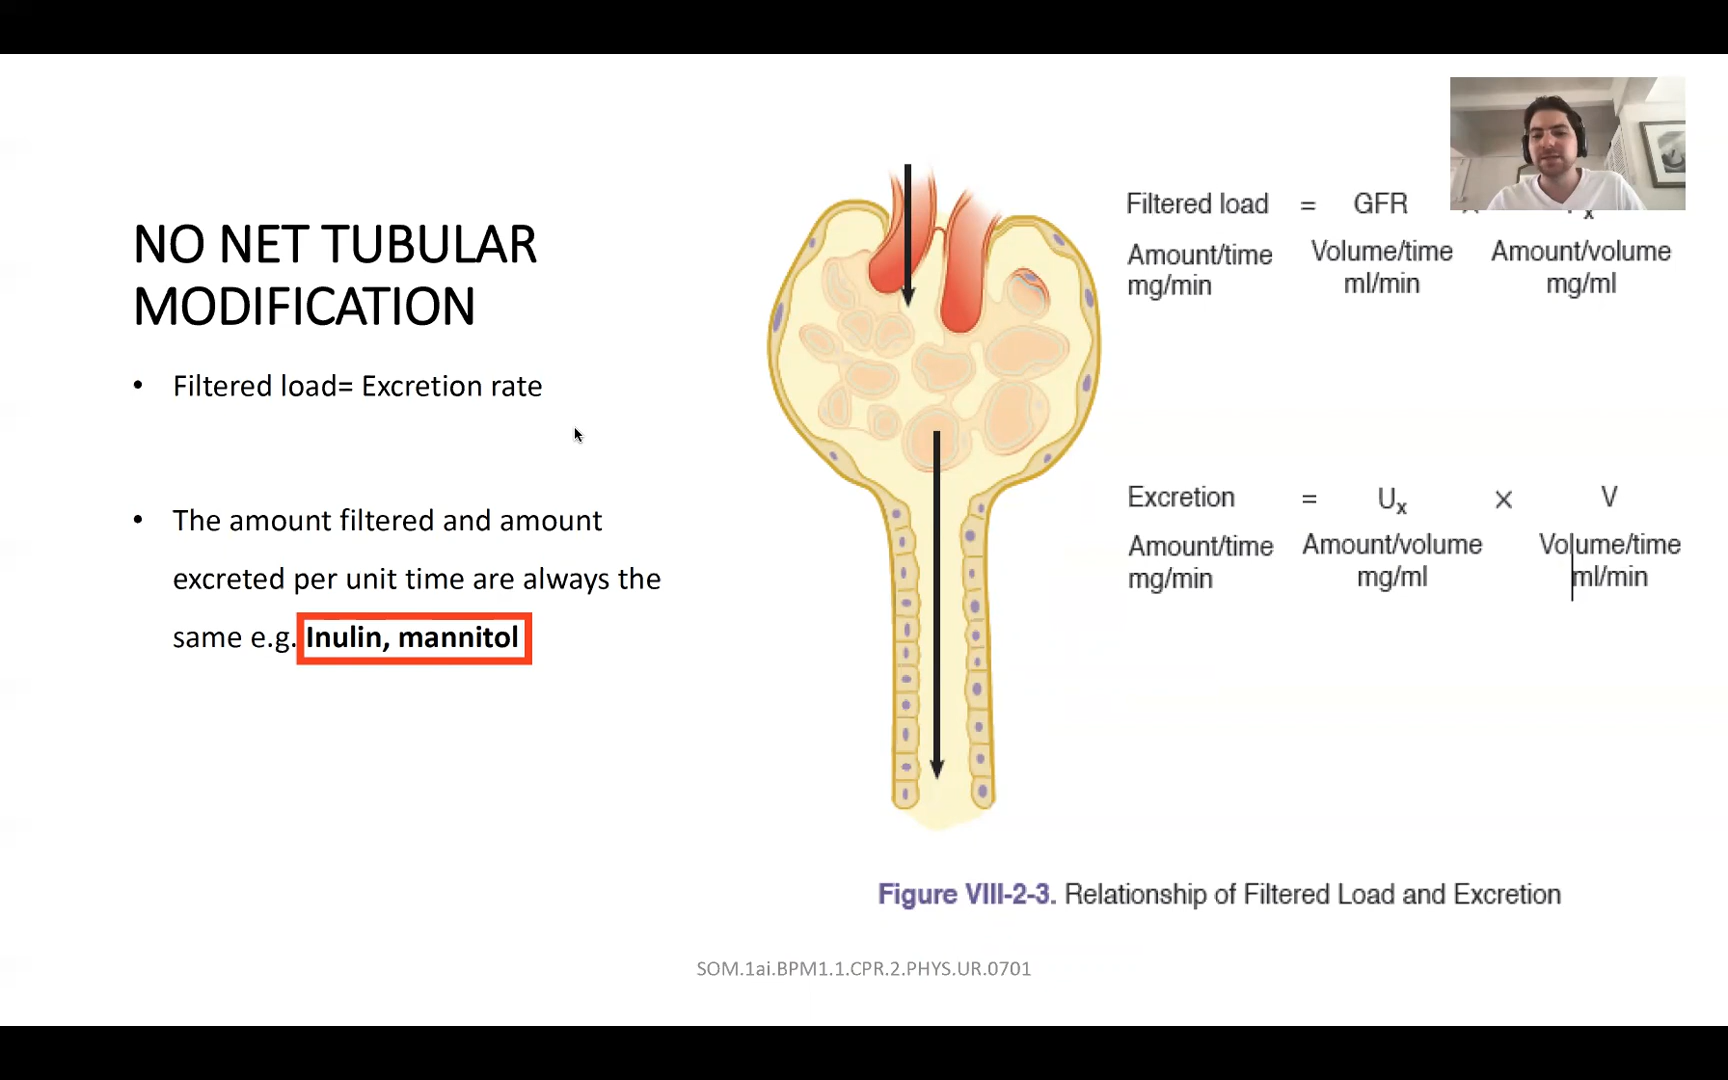 NO NET TUBULAR
MODIFICATION
• Filtered load= Excretion rate
• The amount filtered and amount
excreted per unit time are always the
same e.g. Inulin, mannitol
Filtered load = GFR
Amount/time Volume/time Amount/volume
mg/min ml/min mg/ml
Excretion = Ux × V
Amount/time Amount/volume Volume/time
mg/min mg/ml ml/min
Figure VIII-2-3. Relationship of Filtered Load and Excretion
SOM.1ai.BPM1.1.CPR.2.PHYS.UR.0701